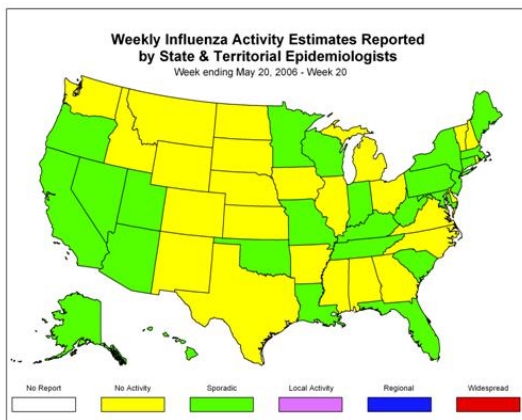 Weekly Influenza Activity Estimates Reported
by State & Territorial Epidemiologists
Week ending May 20, 2006 - Week 20
No Report
No Activity
Sporadic
Local Activity
Regional
Widespread